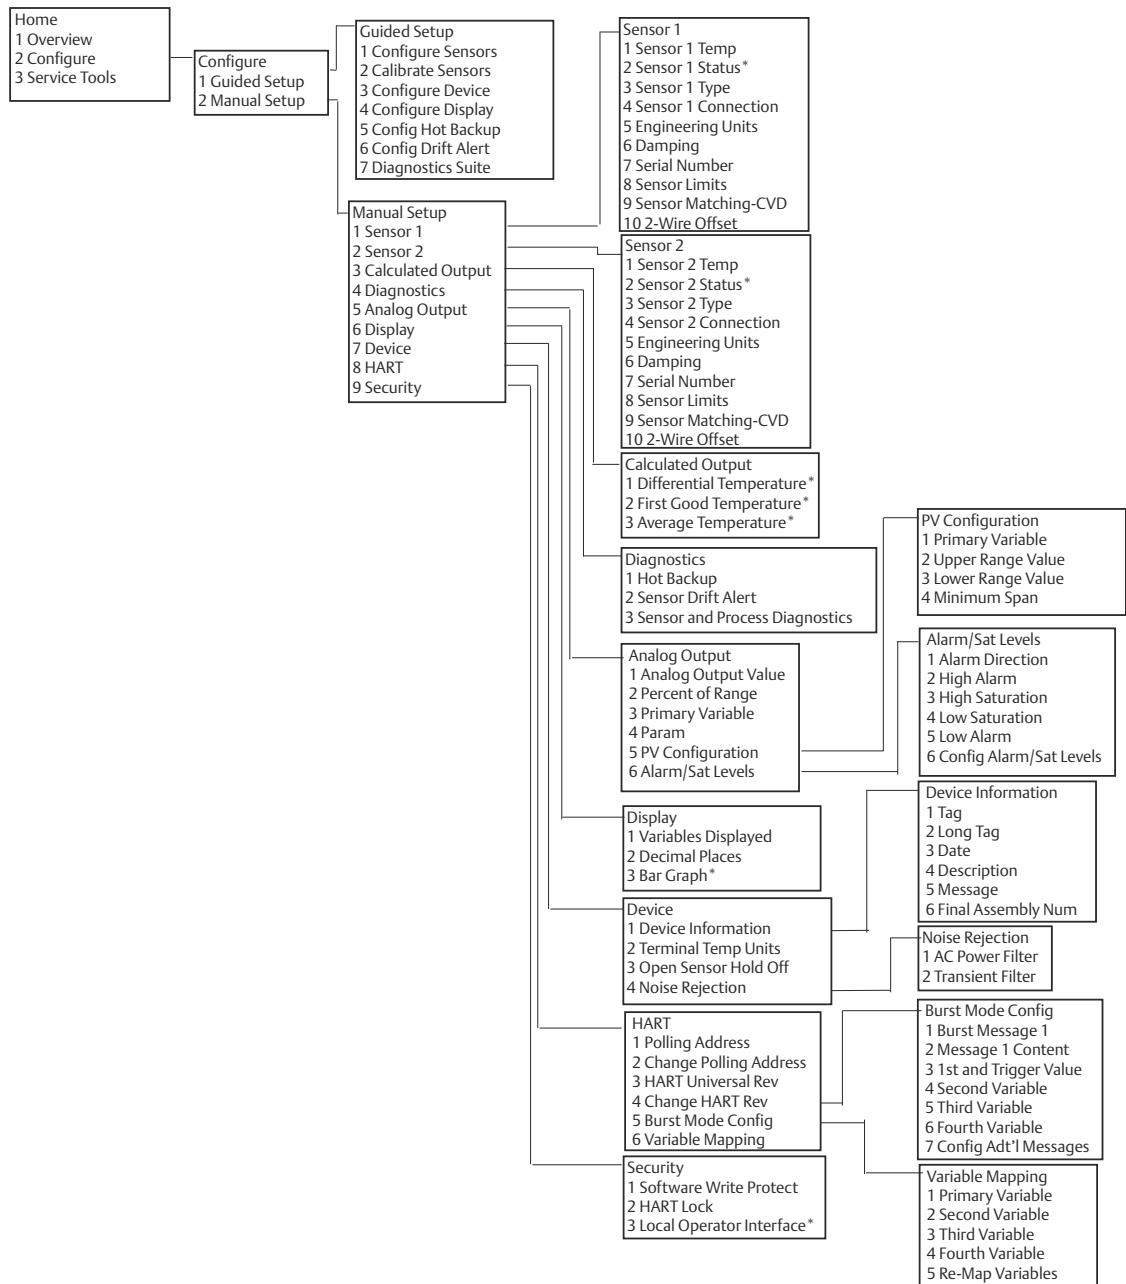 Home
1 Overview
2 Configure
3 Service Tools
Configure
1 Guided Setup
2 Manual Setup
Guided Setup
1 Configure Sensors
2 Calibrate Sensors
3 Configure Device
4 Configure Display
5 Config Hot Backup
6 Config Drift Alert
7 Diagnostics Suite
Manual Setup
1 Sensor 1
2 Sensor 2
3 Calculated Output
4 Diagnostics
5 Analog Output
6 Display
7 Device
8 HART
9 Security
Sensor 1
1 Sensor 1 Temp
2 Sensor 1 Status*
3 Sensor 1 Type
4 Sensor 1 Connection
5 Engineering Units
6 Damping
7 Serial Number
8 Sensor Limits
9 Sensor Matching-CVD
10 2-Wire Offset
Sensor 2
1 Sensor 2 Temp
2 Sensor 2 Status*
3 Sensor 2 Type
4 Sensor 2 Connection
5 Engineering Units
6 Damping
7 Serial Number
8 Sensor Limits
9 Sensor Matching-CVD
10 2-Wire Offset
Calculated Output
1 Differential Temperature*
2 First Good Temperature*
3 Average Temperature*
Diagnostics
1 Hot Backup
2 Sensor Drift Alert
3 Sensor and Process Diagnostics
Analog Output
1 Analog Output Value
2 Percent of Range
3 Primary Variable
4 Param
5 PV Configuration
6 Alarm/Sat Levels
Display
1 Variables Displayed
2 Decimal Places
3 Bar Graph*
Device
1 Device Information
2 Terminal Temp Units
3 Open Sensor Hold Off
4 Noise Rejection
HART
1 Polling Address
2 Change Polling Address
3 HART Universal Rev
4 Change HART Rev
5 Burst Mode Config
6 Variable Mapping
Security
1 Software Write Protect
2 HART Lock
3 Local Operator Interface*
PV Configuration
1 Primary Variable
2 Upper Range Value
3 Lower Range Value
4 Minimum Span
Alarm/Sat Levels
1 Alarm Direction
2 High Alarm
3 High Saturation
4 Low Saturation
5 Low Alarm
6 Config Alarm/Sat Levels
Device Information
1 Tag
2 Long Tag
3 Date
4 Description
5 Message
6 Final Assembly Num
Noise Rejection
1 AC Power Filter
2 Transient Filter
Burst Mode Config
1 Burst Message 1
2 Message 1 Content
3 1st and Trigger Value
4 Second Variable
5 Third Variable
6 Fourth Variable
7 Config Adt'l Messages
Variable Mapping
1 Primary Variable
2 Second Variable
3 Third Variable
4 Fourth Variable
5 Re-Map Variables